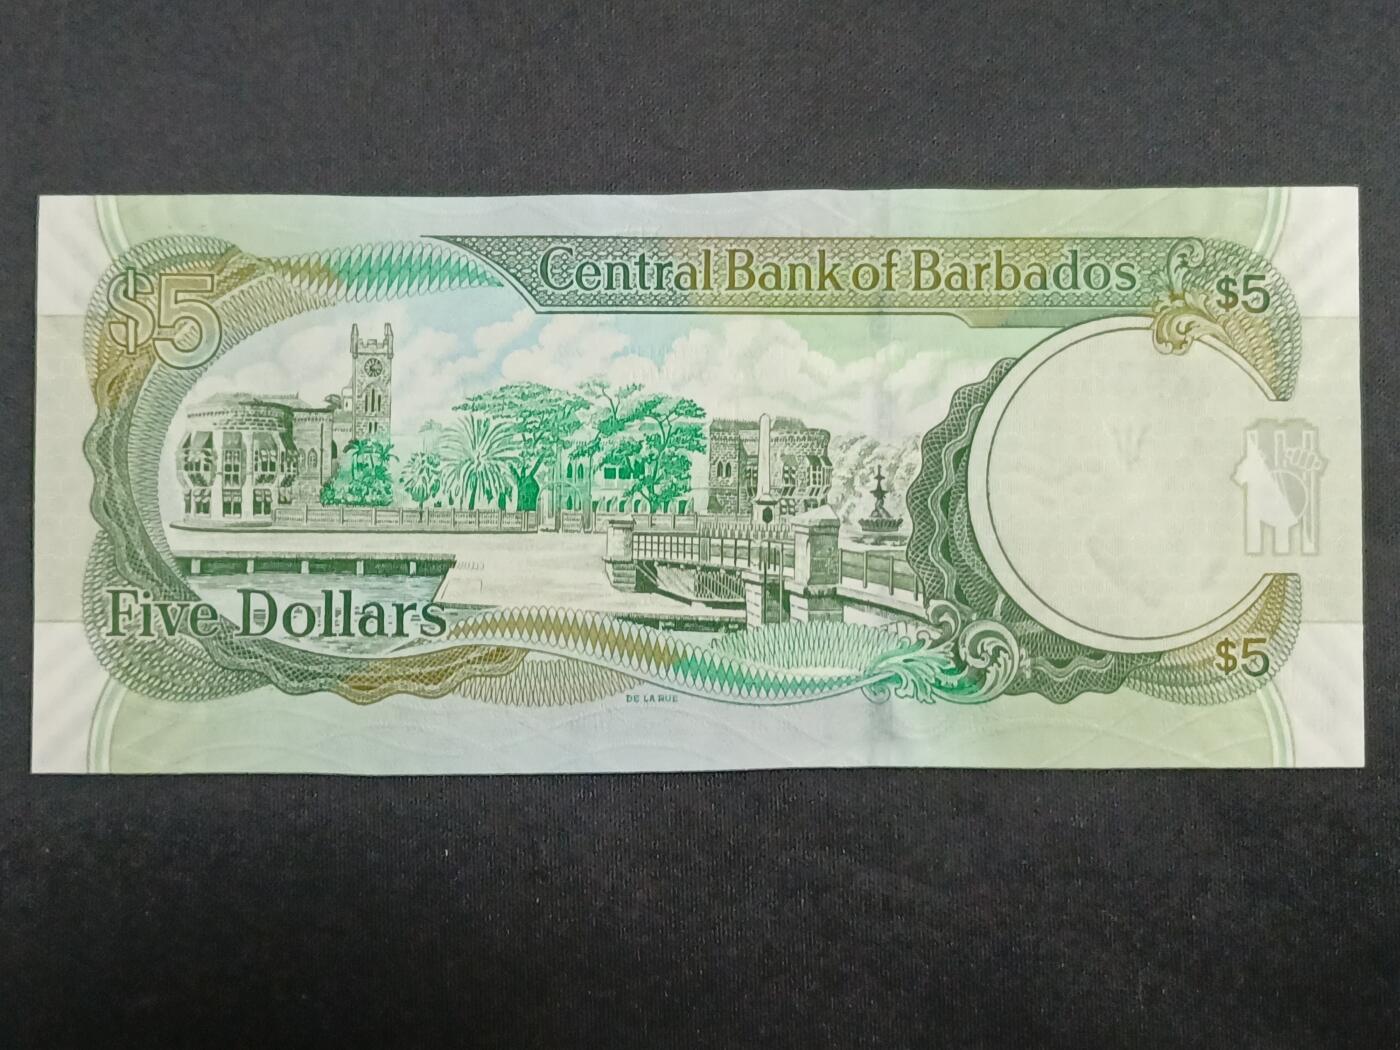 Central Bank of Barbados
$5
$5
Five Dollars
$5
DE LA RUE